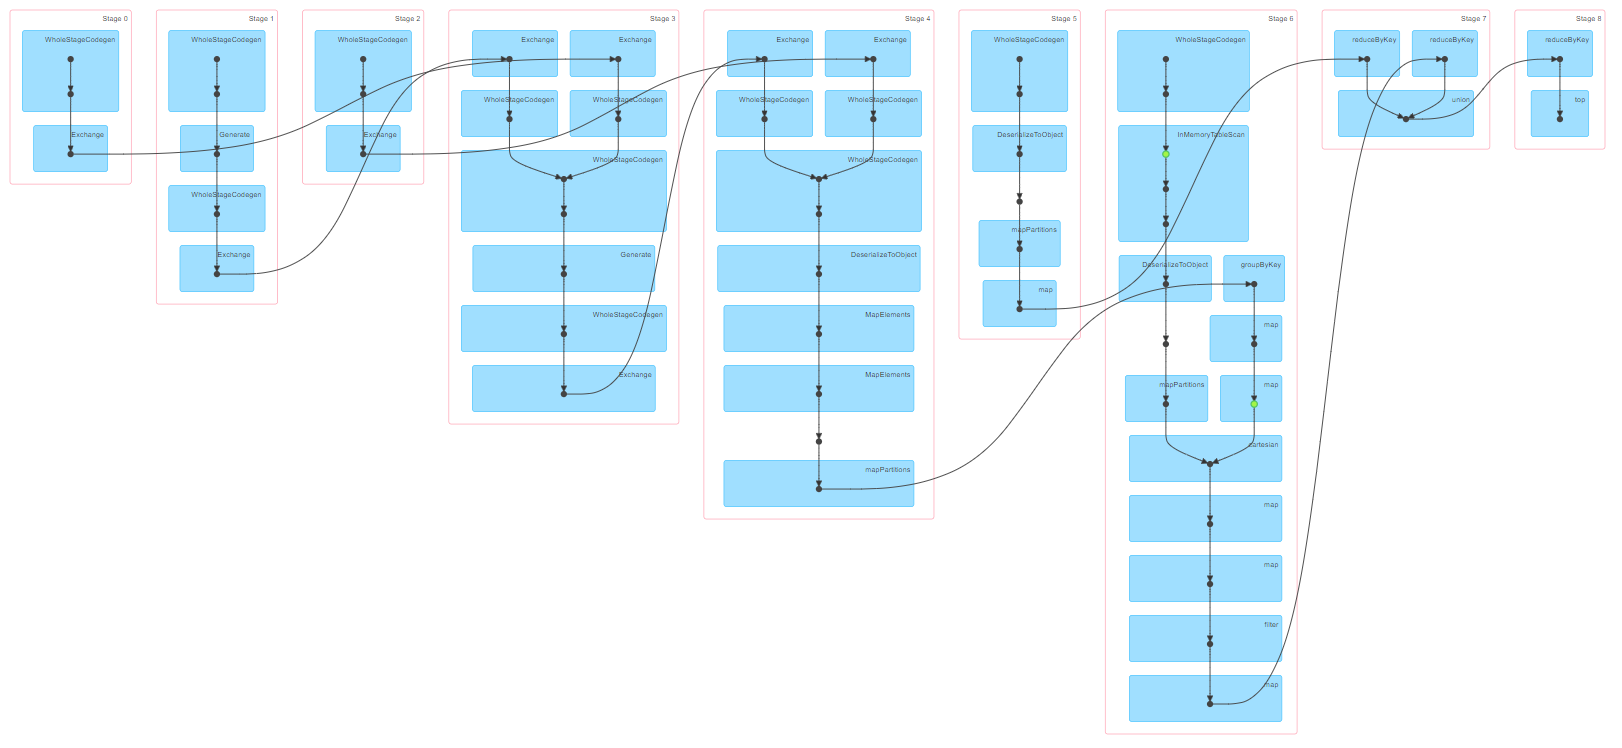 Stage 0
WholeStageCodegen
Exchange
Stage 1
WholeStageCodegen
Generate
WholeStageCodegen
Exchange
Stage 2
WholeStageCodegen
Exchange
Stage 3
Exchange
Exchange
WholeStageCodegen
WholeStageCodegen
WholeStageCodegen
Generate
WholeStageCodegen
Exchange
Stage 4
Exchange
Exchange
WholeStageCodegen
WholeStageCodegen
WholeStageCodegen
DeserializeToObject
MapElements
MapElements
mapPartitions
Stage 5
WholeStageCodegen
DeserializeToObject
mapPartitions
map
Stage 6
WholeStageCodegen
InMemoryTableScan
DeserializeToObject
groupByKey
map
mapPartitions
map
cartesian
map
map
filter
map
Stage 7
reduceByKey
reduceByKey
union
Stage 8
reduceByKey
top